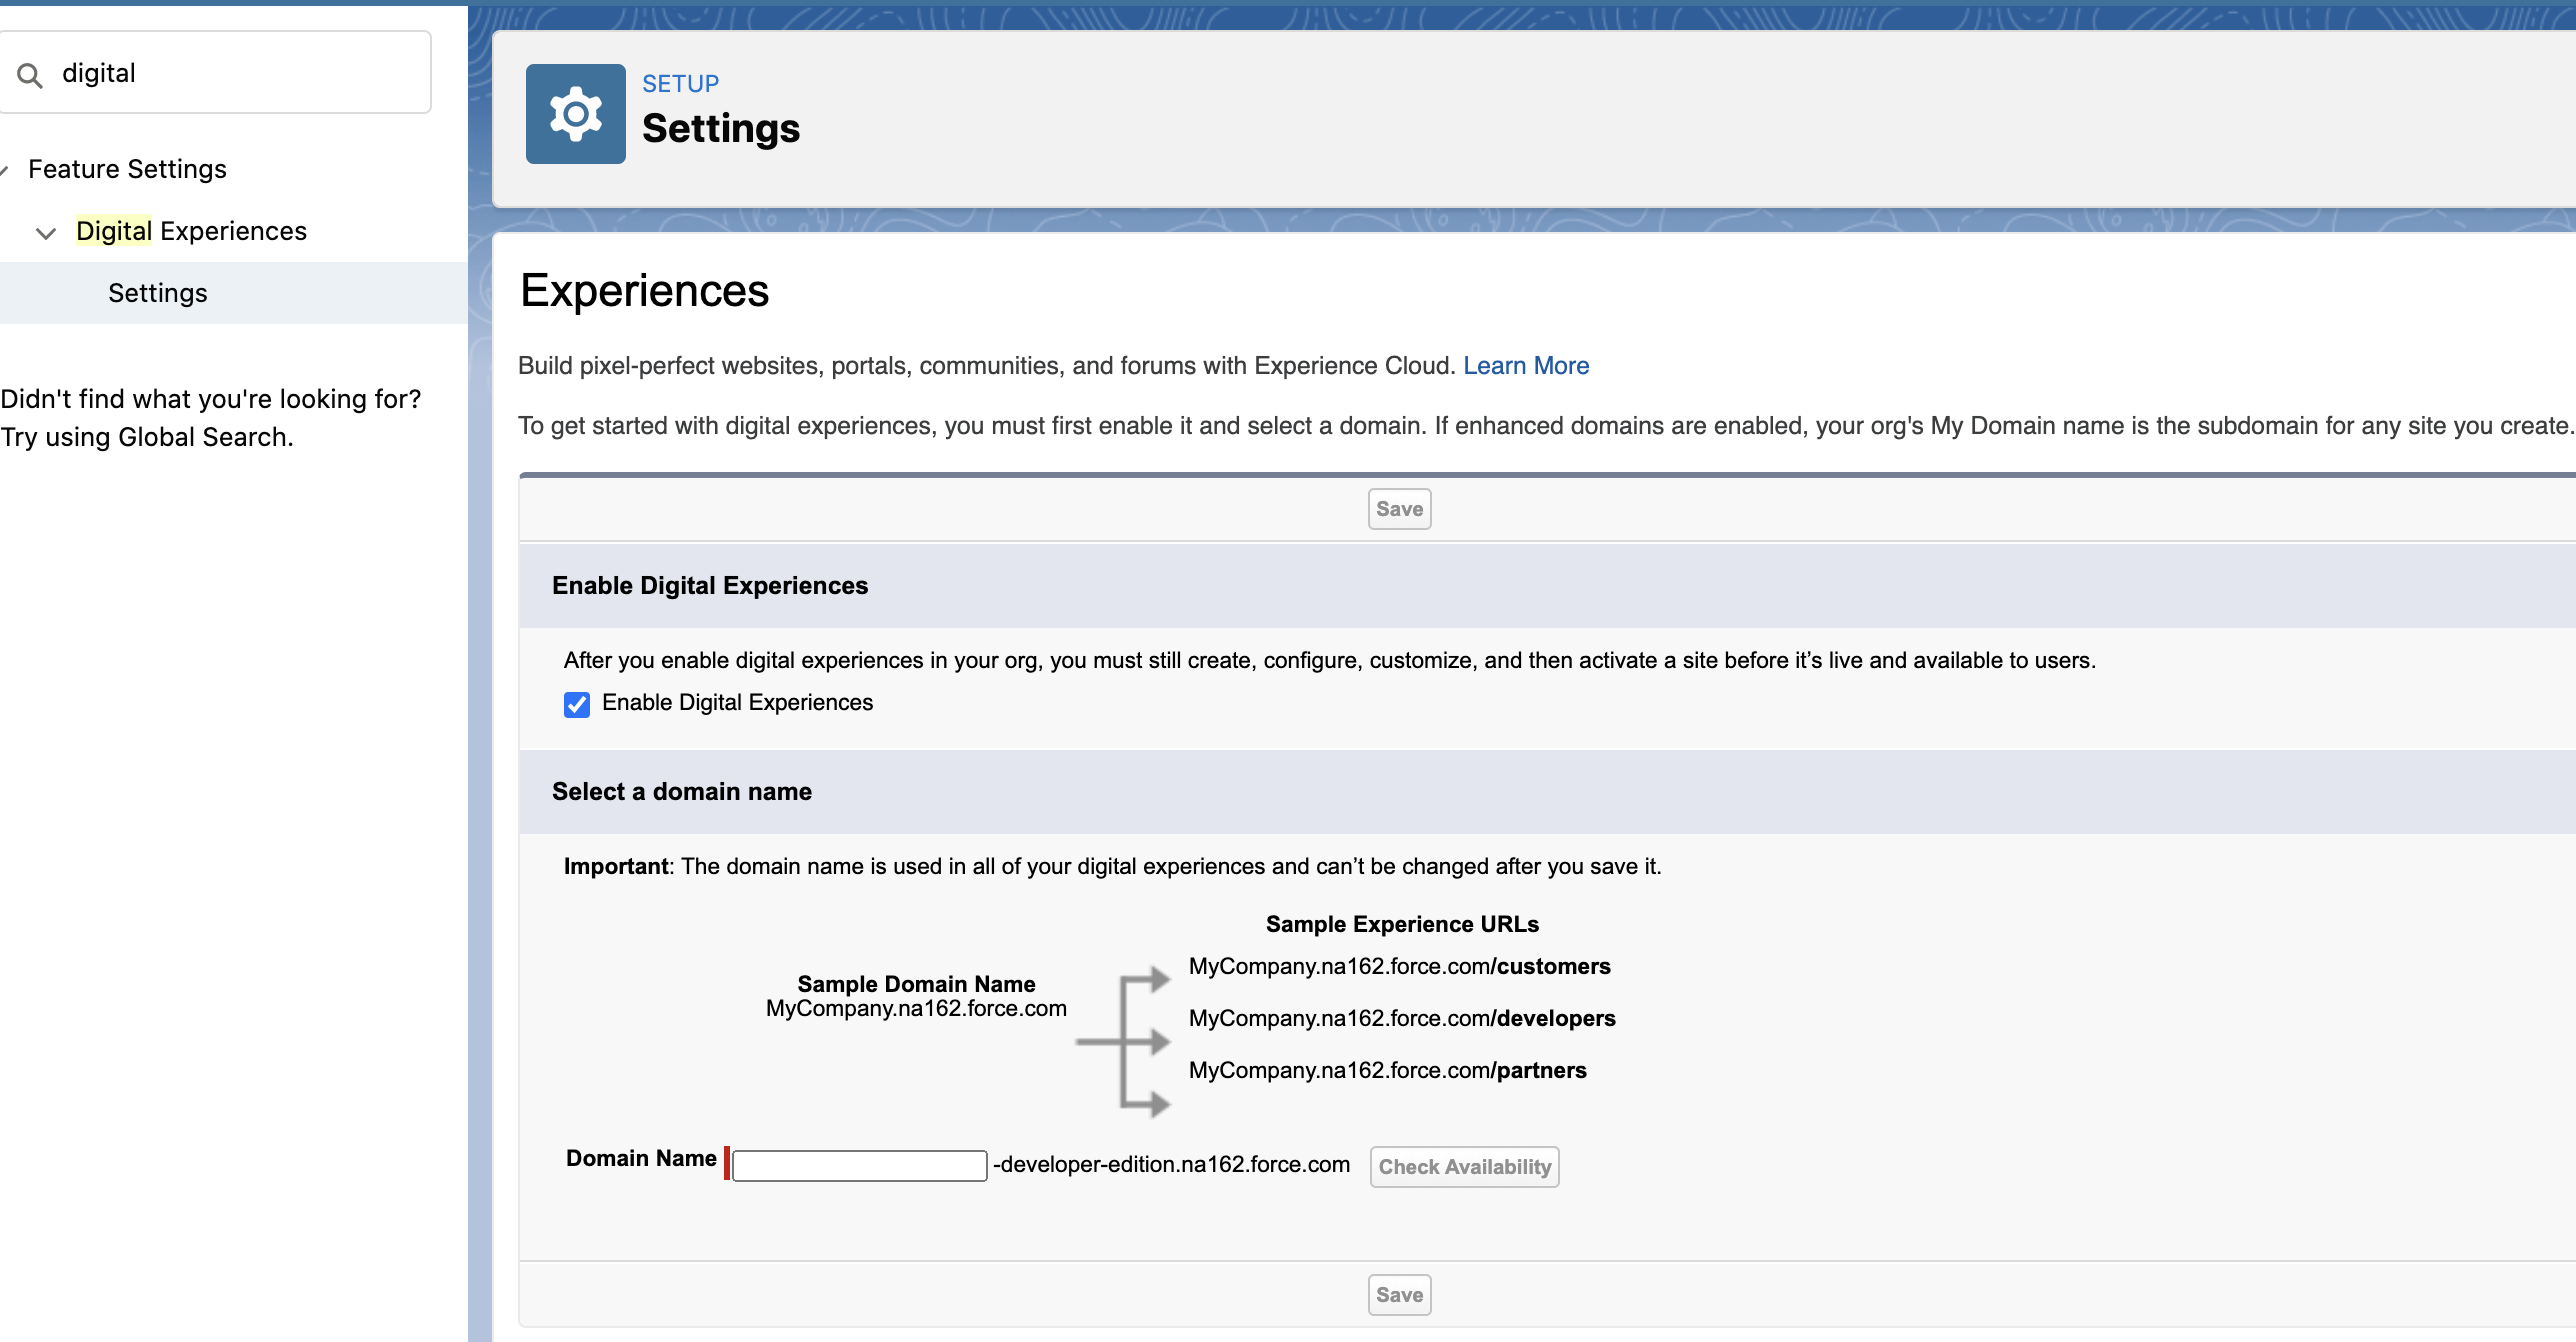 digital
Feature Settings
Digital Experiences
Settings
Didn't find what you're looking for?
Try using Global Search.
SETUP
Settings
Experiences
Build pixel-perfect websites, portals, communities, and forums with Experience Cloud. Learn More
To get started with digital experiences, you must first enable it and select a domain. If enhanced domains are enabled, your org's My Domain name is the subdomain for any site you create.
Save
Enable Digital Experiences
After you enable digital experiences in your org, you must still create, configure, customize, and then activate a site before it’s live and available to users.
Enable Digital Experiences
Select a domain name
Important: The domain name is used in all of your digital experiences and can’t be changed after you save it.
Sample Domain Name
MyCompany.na162.force.com
Sample Experience URLs
MyCompany.na162.force.com/customers
MyCompany.na162.force.com/developers
MyCompany.na162.force.com/partners
Domain Name -developer-edition.na162.force.com Check Availability
Save